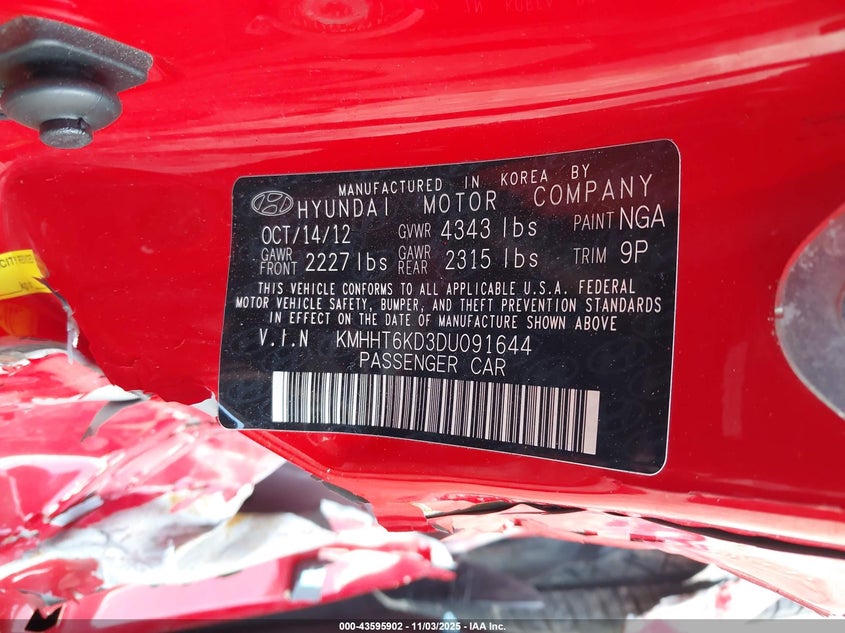 MANUFACTURED IN KOREA BY
HYUNDAI MOTOR COMPANY
OCT/14/12 GVWR 4343 lbs PAINT NGA
GAWR FRONT 2227 lbs GAWR REAR 2315 lbs TRIM 9P
THIS VEHICLE CONFORMS TO ALL APPLICABLE U.S.A. FEDERAL
MOTOR VEHICLE SAFETY, BUMPER, AND THEFT PREVENTION STANDARDS
IN EFFECT ON THE DATE OF MANUFACTURE SHOWN ABOVE
V.I.N KMHHT6KD3DU091644
PASSENGER CAR
000-43595902 - 11/03/2025 - IAA Inc.